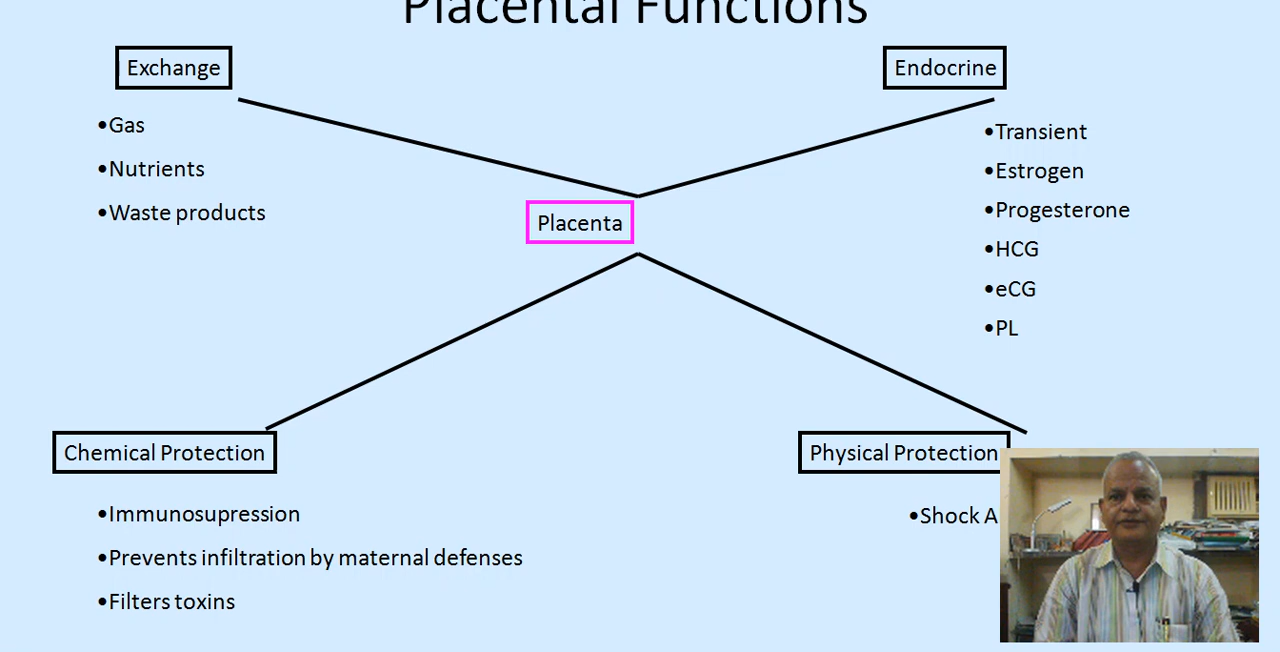 Placental Functions
Exchange
•Gas
•Nutrients
•Waste products
Endocrine
•Transient
•Estrogen
•Progesterone
•HCG
•eCG
•PL
Placenta
Chemical Protection
•Immunosupression
•Prevents infiltration by maternal defenses
•Filters toxins
Physical Protection
•Shock A